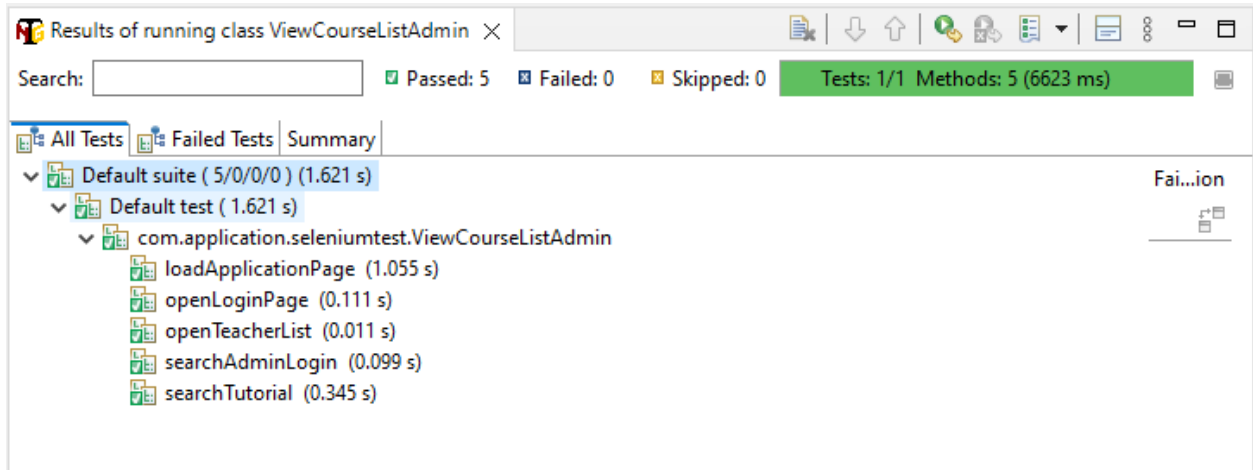 Results of running class ViewCourseListAdmin
Search: Passed: 5 Failed: 0 Skipped: 0 Tests: 1/1 Methods: 5 (6623 ms)
All Tests Failed Tests Summary
Default suite ( 5/0/0/0 ) (1.621 s)
Fai...ion
Default test ( 1.621 s)
com.application.seleniumtest.ViewCourseListAdmin
loadApplicationPage (1.055 s)
openLoginPage (0.111 s)
openTeacherList (0.011 s)
searchAdminLogin (0.099 s)
searchTutorial (0.345 s)